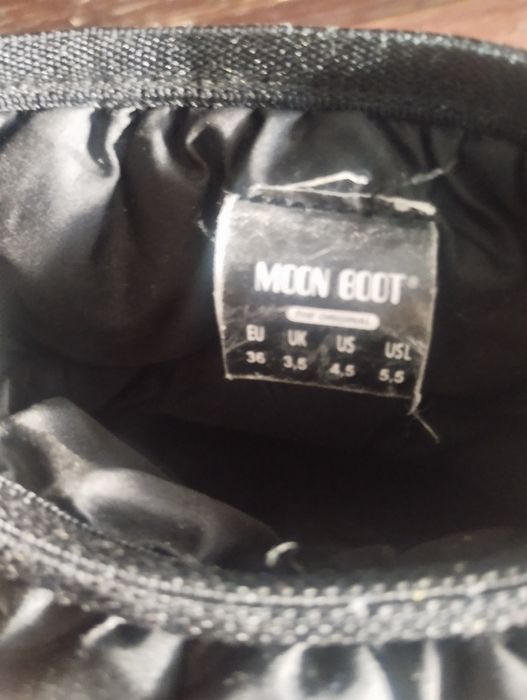 MOON BOOT®
THE ORIGINAL
EU UK US USL
36 3,5 4,5 5,5